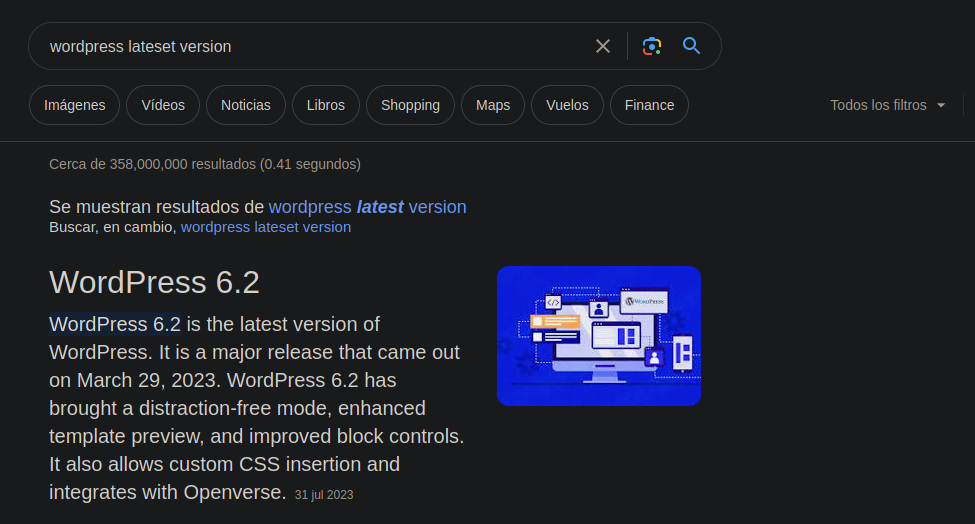 wordpress lateset version
Imágenes Vídeos Noticias Libros Shopping Maps Vuelos Finance Todos los filtros
Cerca de 358,000,000 resultados (0.41 segundos)
Se muestran resultados de wordpress latest version
Buscar, en cambio, wordpress lateset version
WordPress 6.2
WordPress 6.2 is the latest version of
WordPress. It is a major release that came out
on March 29, 2023. WordPress 6.2 has
brought a distraction-free mode, enhanced
template preview, and improved block controls.
It also allows custom CSS insertion and
integrates with Openverse. 31 jul 2023
</>
WORDPRESS